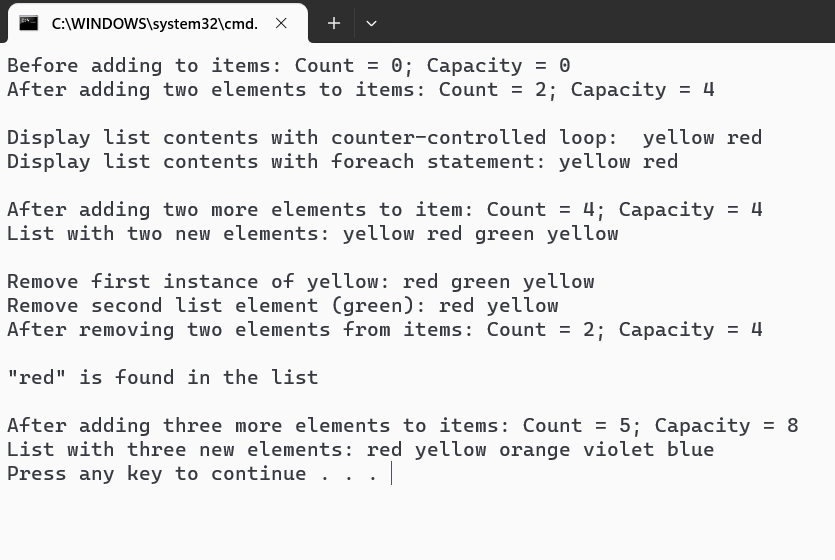 C:\WINDOWS\system32\cmd.
Before adding to items: Count = 0; Capacity = 0
After adding two elements to items: Count = 2; Capacity = 4
Display list contents with counter-controlled loop:  yellow red
Display list contents with foreach statement: yellow red
After adding two more elements to item: Count = 4; Capacity = 4
List with two new elements: yellow red green yellow
Remove first instance of yellow: red green yellow
Remove second list element (green): red yellow
After removing two elements from items: Count = 2; Capacity = 4
"red" is found in the list
After adding three more elements to items: Count = 5; Capacity = 8
List with three new elements: red yellow orange violet blue
Press any key to continue . . .